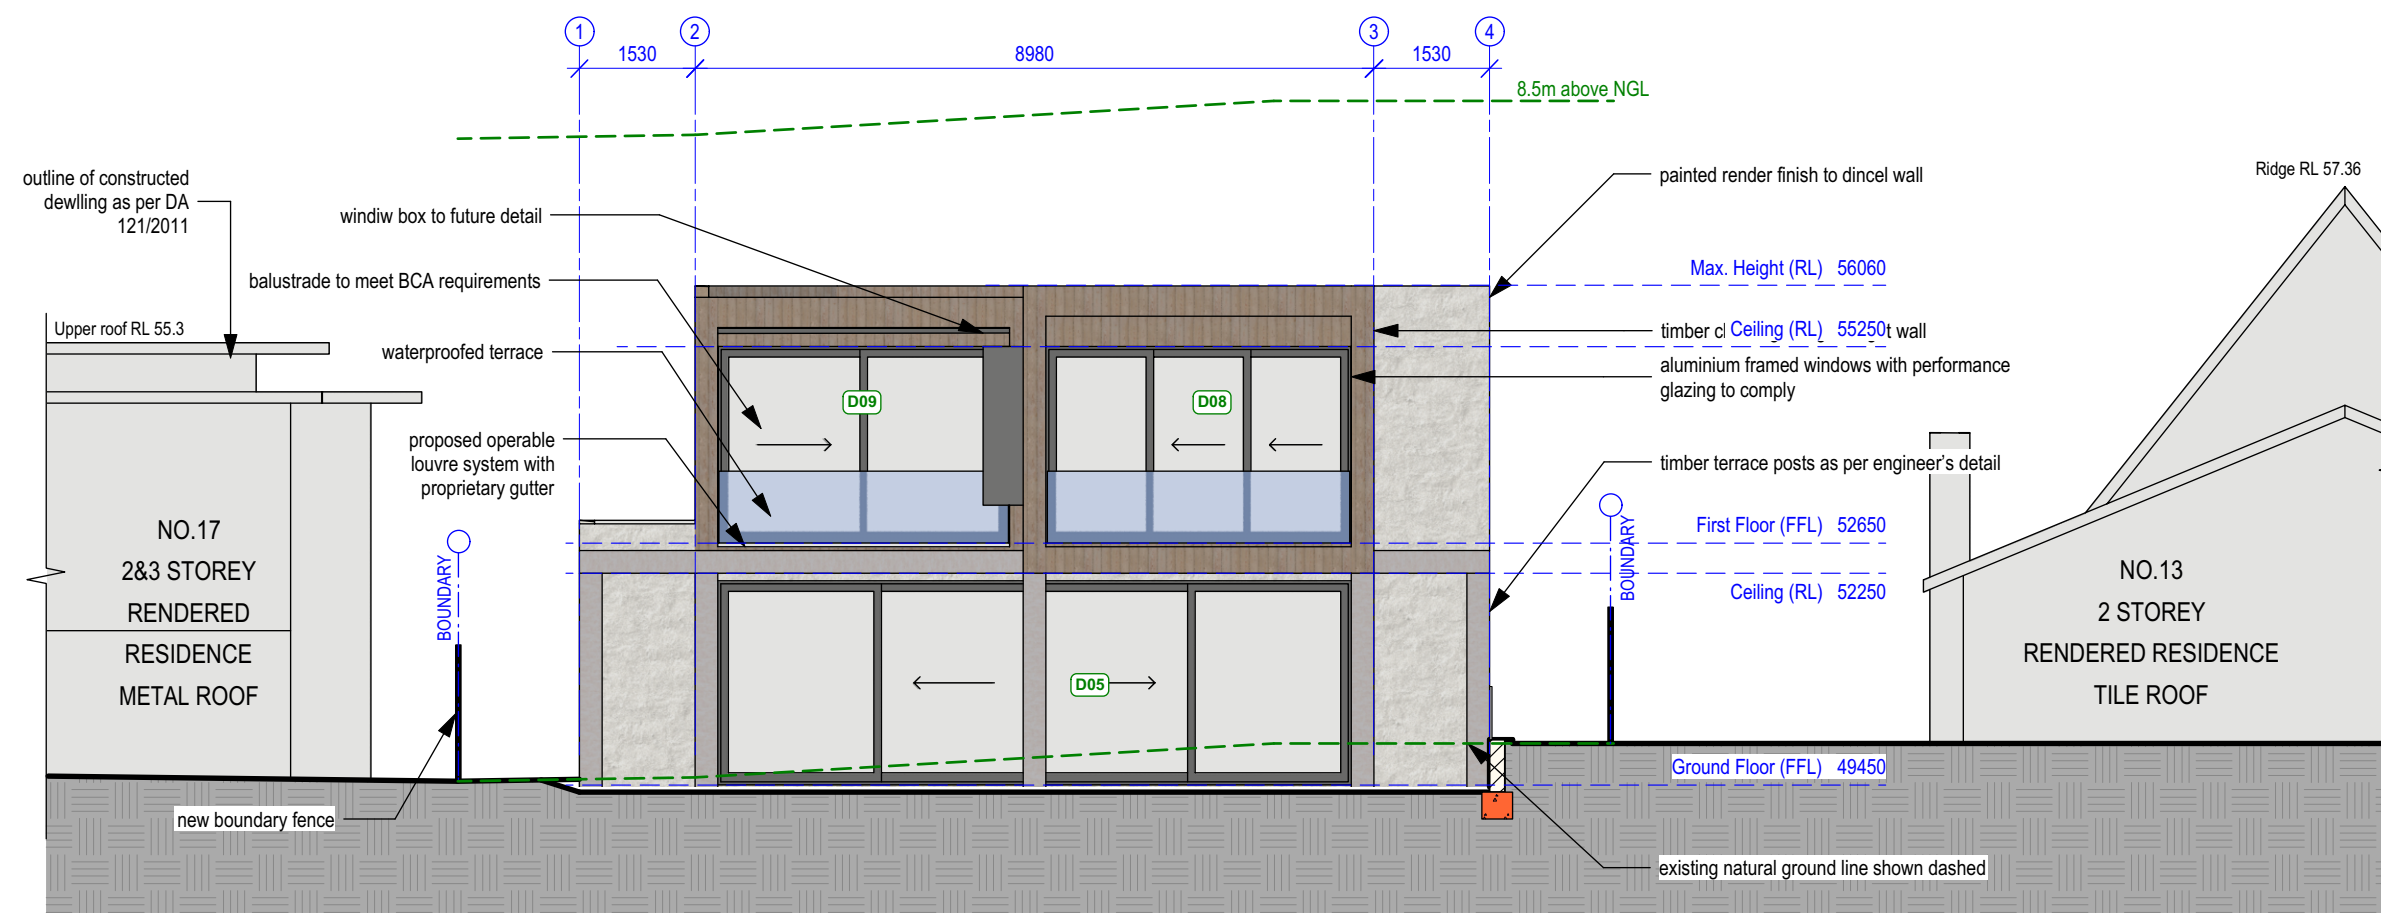 1
2
3
4
1530
8980
1530
8.5m above NGL
outline of constructed
dewlling as per DA
121/2011
windiw box to future detail
balustrade to meet BCA requirements
Upper roof RL 55.3
waterproofed terrace
proposed operable
louvre system with
proprietary gutter
painted render finish to dincel wall
Ridge RL 57.36
Max. Height (RL) 56060
timber
Ceiling (RL) 55250
wall
aluminium framed windows with performance
glazing to comply
D09
D08
timber terrace posts as per engineer's detail
First Floor (FFL) 52650
Ceiling (RL) 52250
BOUNDARY
BOUNDARY
NO.17
2&3 STOREY
RENDERED
RESIDENCE
METAL ROOF
NO.13
2 STOREY
RENDERED RESIDENCE
TILE ROOF
D05
Ground Floor (FFL) 49450
new boundary fence
existing natural ground line shown dashed